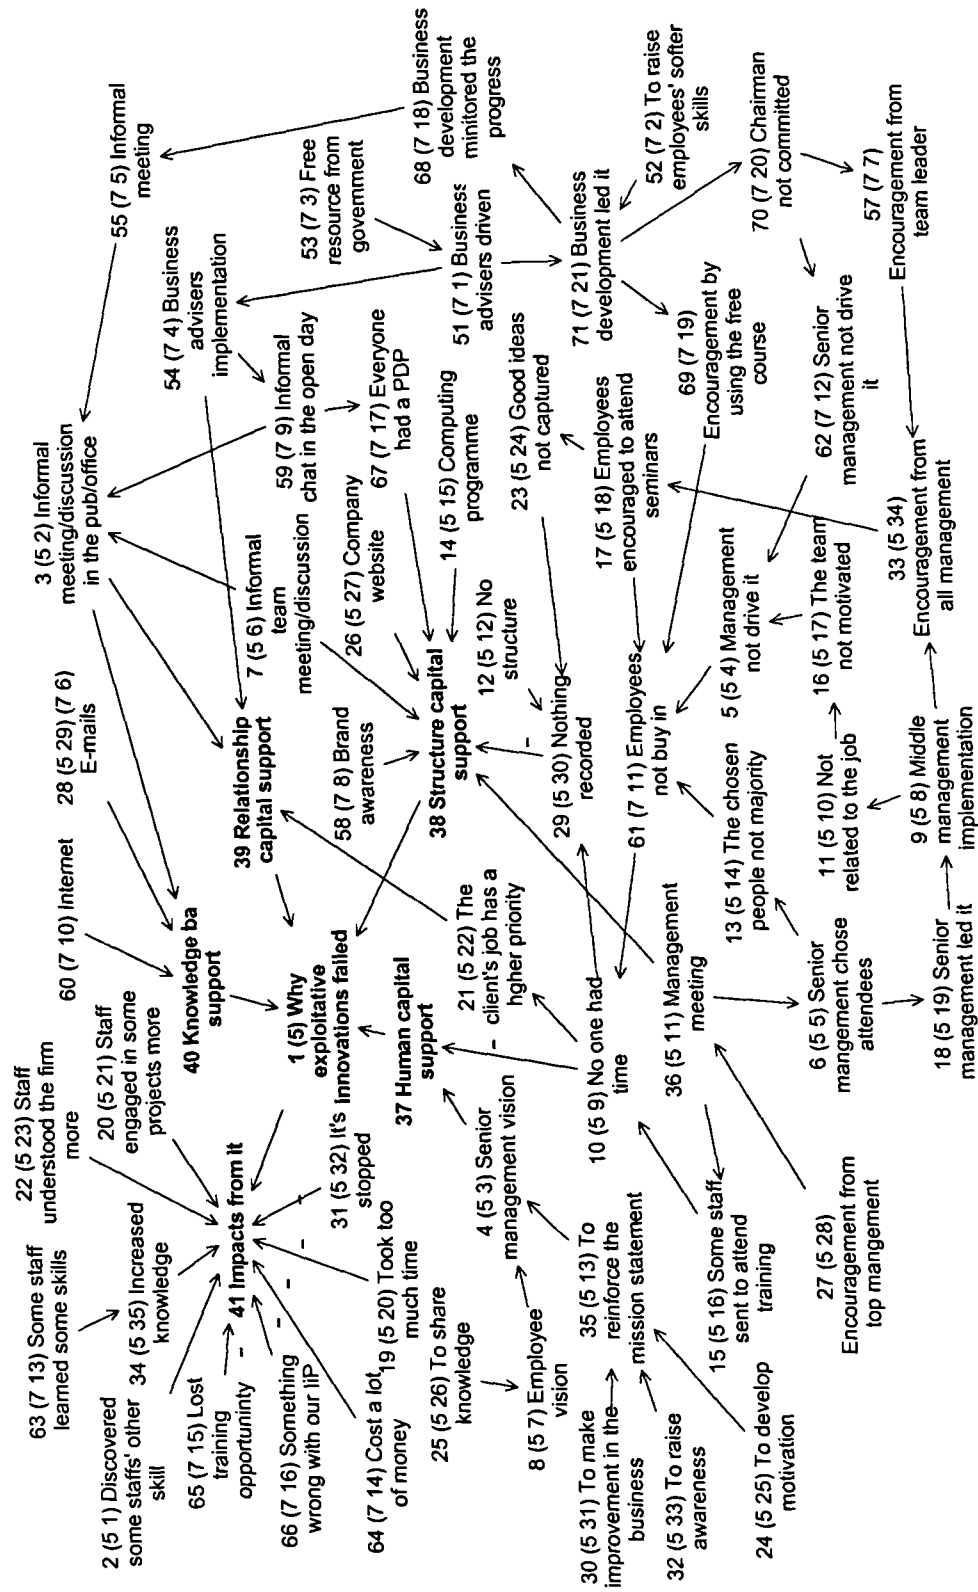 63 (7 13) Some staff
learned some skills
22 (5 23) Staff
understood the firm
more
20 (5 21) Staff
engaged in some
projects more
60 (7 10) Internet
28 (5 29) (7 6)
E-mails
3 (5 2) Informal
meeting/discussion
in the pub/office
55 (7 5) Informal
meeting
2 (5 1) Discovered
some staffs' other
skill
34 (5 35) Increased
knowledge
40 Knowledge ba
support
54 (7 4) Business
advisers
implementation
65 (7 15) Lost
training
opportuninty
41 Impacts from it
39 Relationship
capital support
7 (5 6) Informal
team
meeting/discussion
59 (7 9) Informal
chat in the open day
53 (7 3) Free
resource from
government
68 (7 18) Business
development
minitored the
progress
66 (7 16) Something
wrong with our IiP
31 (5 32) It's
stopped
1 (5) Why
exploitative
innovations failed
58 (7 8) Brand
awareness
26 (5 27) Company
website
67 (7 17) Everyone
had a PDP
51 (7 1) Business
advisers driven
64 (7 14) Cost a lot
of money
19 (5 20) Took too
much time
37 Human capital
support
38 Structure capital
support
14 (5 15) Computing
programme
25 (5 26) To share
knowledge
4 (5 3) Senior
management vision
21 (5 22) The
client's job has a
hgher priority
12 (5 12) No
structure
23 (5 24) Good ideas
not captured
71 (7 21) Business
development led it
52 (7 2) To raise
employees' softer
skills
8 (5 7) Employee
vision
29 (5 30) Nothing
recorded
17 (5 18) Employees
encouraged to attend
seminars
30 (5 31) To make
improvement in the
business
35 (5 13) To
reinforce the
mission statement
10 (5 9) No one had
time
61 (7 11) Employees
not buy in
69 (7 19)
Encouragement by
using the free
course
70 (7 20) Chairman
not committed
32 (5 33) To raise
awareness
36 (5 11) Management
meeting
13 (5 14) The chosen
people not majority
5 (5 4) Management
not drive it
62 (7 12) Senior
management not drive
it
57 (7 7)
Encouragement from
team leader
24 (5 25) To develop
motivation
15 (5 16) Some staff
sent to attend
training
6 (5 5) Senior
mangement chose
attendees
11 (5 10) Not
related to the job
16 (5 17) The team
not motivated
27 (5 28)
Encouragement from
top mangement
18 (5 19) Senior
management led it
9 (5 8) Middle
management
implementation
33 (5 34)
Encouragement from
all management